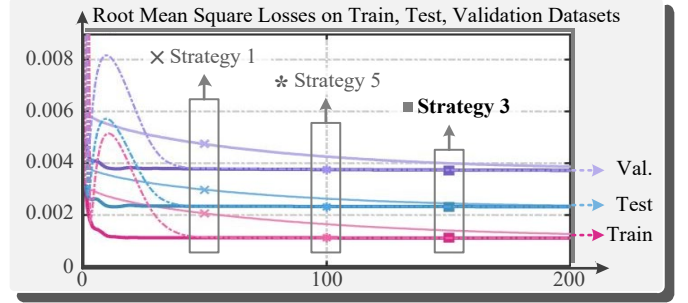 Root Mean Square Losses on Train, Test, Validation Datasets
× Strategy 1
* Strategy 5
■ Strategy 3
0.008
0.006
0.004
0.002
0
Val.
Test
Train
0
100
200